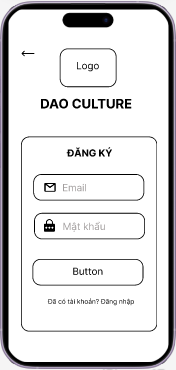 Logo
DAO CULTURE
ĐĂNG KÝ
Email
Mật khẩu
Button
Đã có tài khoản? Đăng nhập